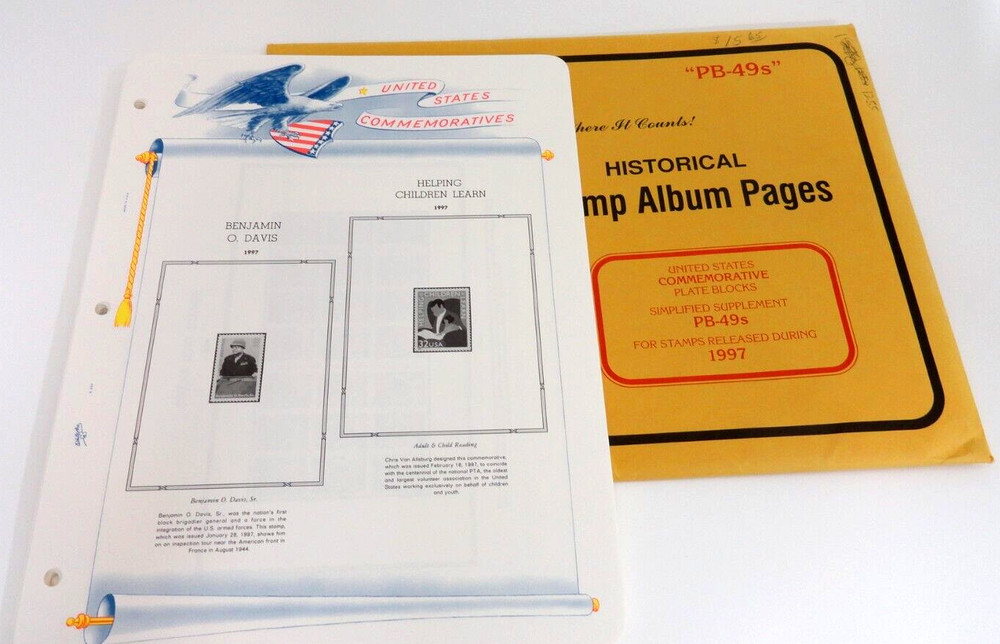 UNITED
STATES
COMMEMORATIVES
BENJAMIN
O. DAVIS
1997
Benjamin O. Davis, Sr.
Benjamin O. Davis, Sr., was the nation's first
black brigadier general and a force in the
integration of the U.S. armed forces. This stamp,
which was issued January 28, 1997, shows him
on an inspection tour near the American front in
France in August 1944.
HELPING
CHILDREN LEARN
1997
HELPING CHILDREN LEARN
32USA
Adult & Child Reading
Chris Van Allsburg designed this commemorative,
which was issued February 18, 1997, to coincide
with the centennial of the national PTA, the oldest
and largest volunteer association in the United
States working exclusively on behalf of children
and youth.
"PB-49s"
here It Counts!
HISTORICAL
mp Album Pages
UNITED STATES
COMMEMORATIVE
PLATE BLOCKS
SIMPLIFIED SUPPLEMENT
PB-49s
FOR STAMPS RELEASED DURING
1997